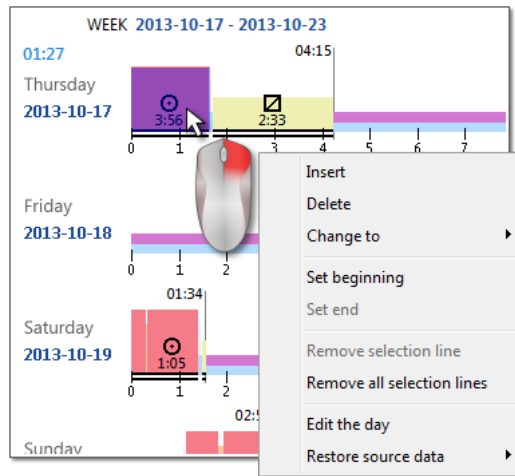 WEEK 2013-10-17 - 2013-10-23
01:27
04:15
Thursday
2013-10-17
3:56
2:33
0 1 2 3 4 5 6 7
Insert
Delete
Change to
Set beginning
Set end
Remove selection line
Remove all selection lines
Edit the day
Restore source data
Friday
2013-10-18
0 1 2
01:34
Saturday
2013-10-19
1:05
0 1 2
Sunday